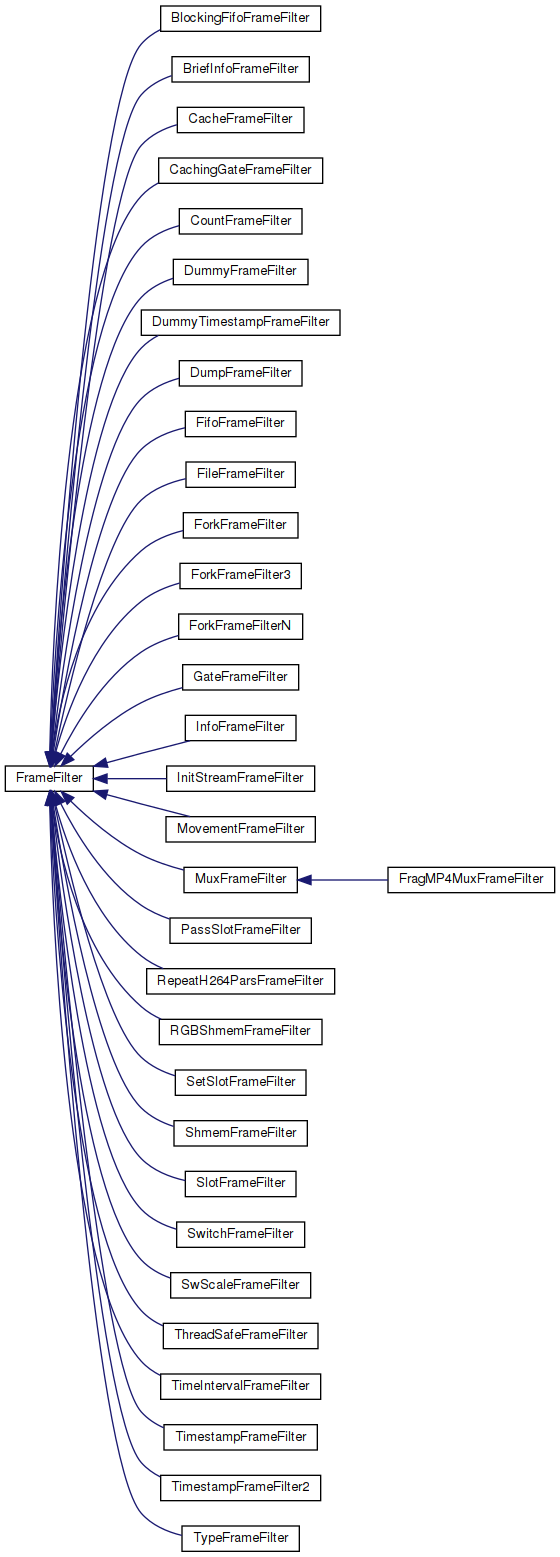 BlockingFifoFrameFilter
BriefInfoFrameFilter
CacheFrameFilter
CachingGateFrameFilter
CountFrameFilter
DummyFrameFilter
DummyTimestampFrameFilter
DumpFrameFilter
FifoFrameFilter
FileFrameFilter
ForkFrameFilter
ForkFrameFilter3
ForkFrameFilterN
GateFrameFilter
InfoFrameFilter
FrameFilter
InitStreamFrameFilter
MovementFrameFilter
MuxFrameFilter
FragMP4MuxFrameFilter
PassSlotFrameFilter
RepeatH264ParsFrameFilter
RGBShmemFrameFilter
SetSlotFrameFilter
ShmemFrameFilter
SlotFrameFilter
SwitchFrameFilter
SwScaleFrameFilter
ThreadSafeFrameFilter
TimeIntervalFrameFilter
TimestampFrameFilter
TimestampFrameFilter2
TypeFrameFilter